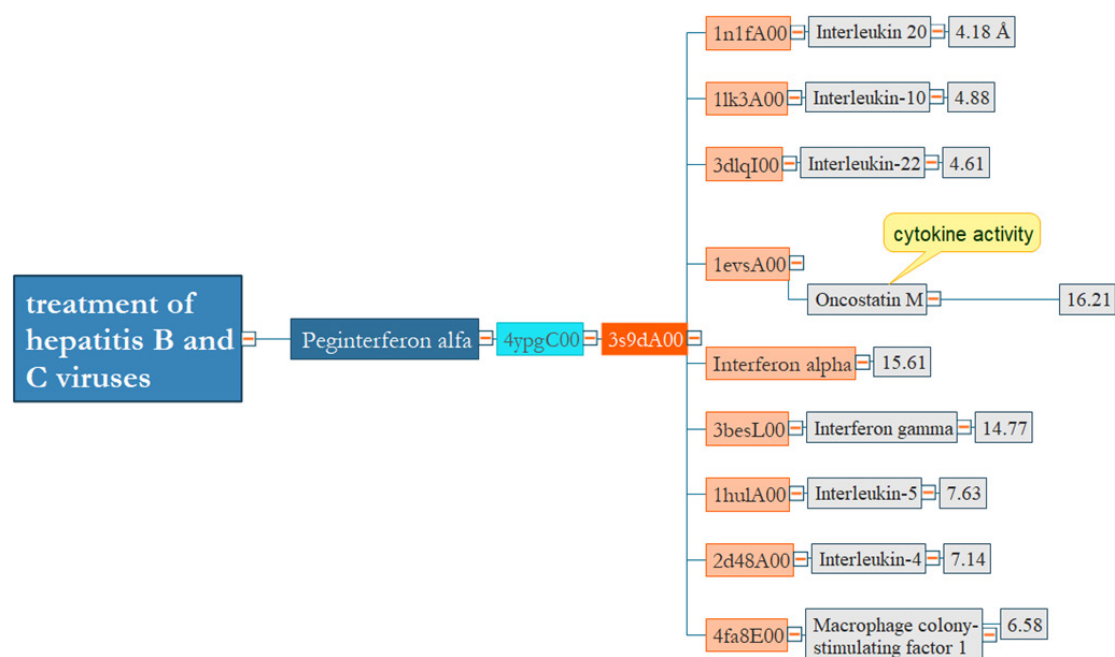 1n1fA00 Interleukin 20 4.18 Å
1lk3A00 Interleukin-10 4.88
3dlqI00 Interleukin-22 4.61
cytokine activity
1evsA00
Oncostatin M 16.21
treatment of
hepatitis B and
C viruses
Peginterferon alfa 4ypgC00 3s9dA00
Interferon alpha 15.61
3besL00 Interferon gamma 14.77
1hulA00 Interleukin-5 7.63
2d48A00 Interleukin-4 7.14
4fa8E00 Macrophage colony-
stimulating factor 1 6.58